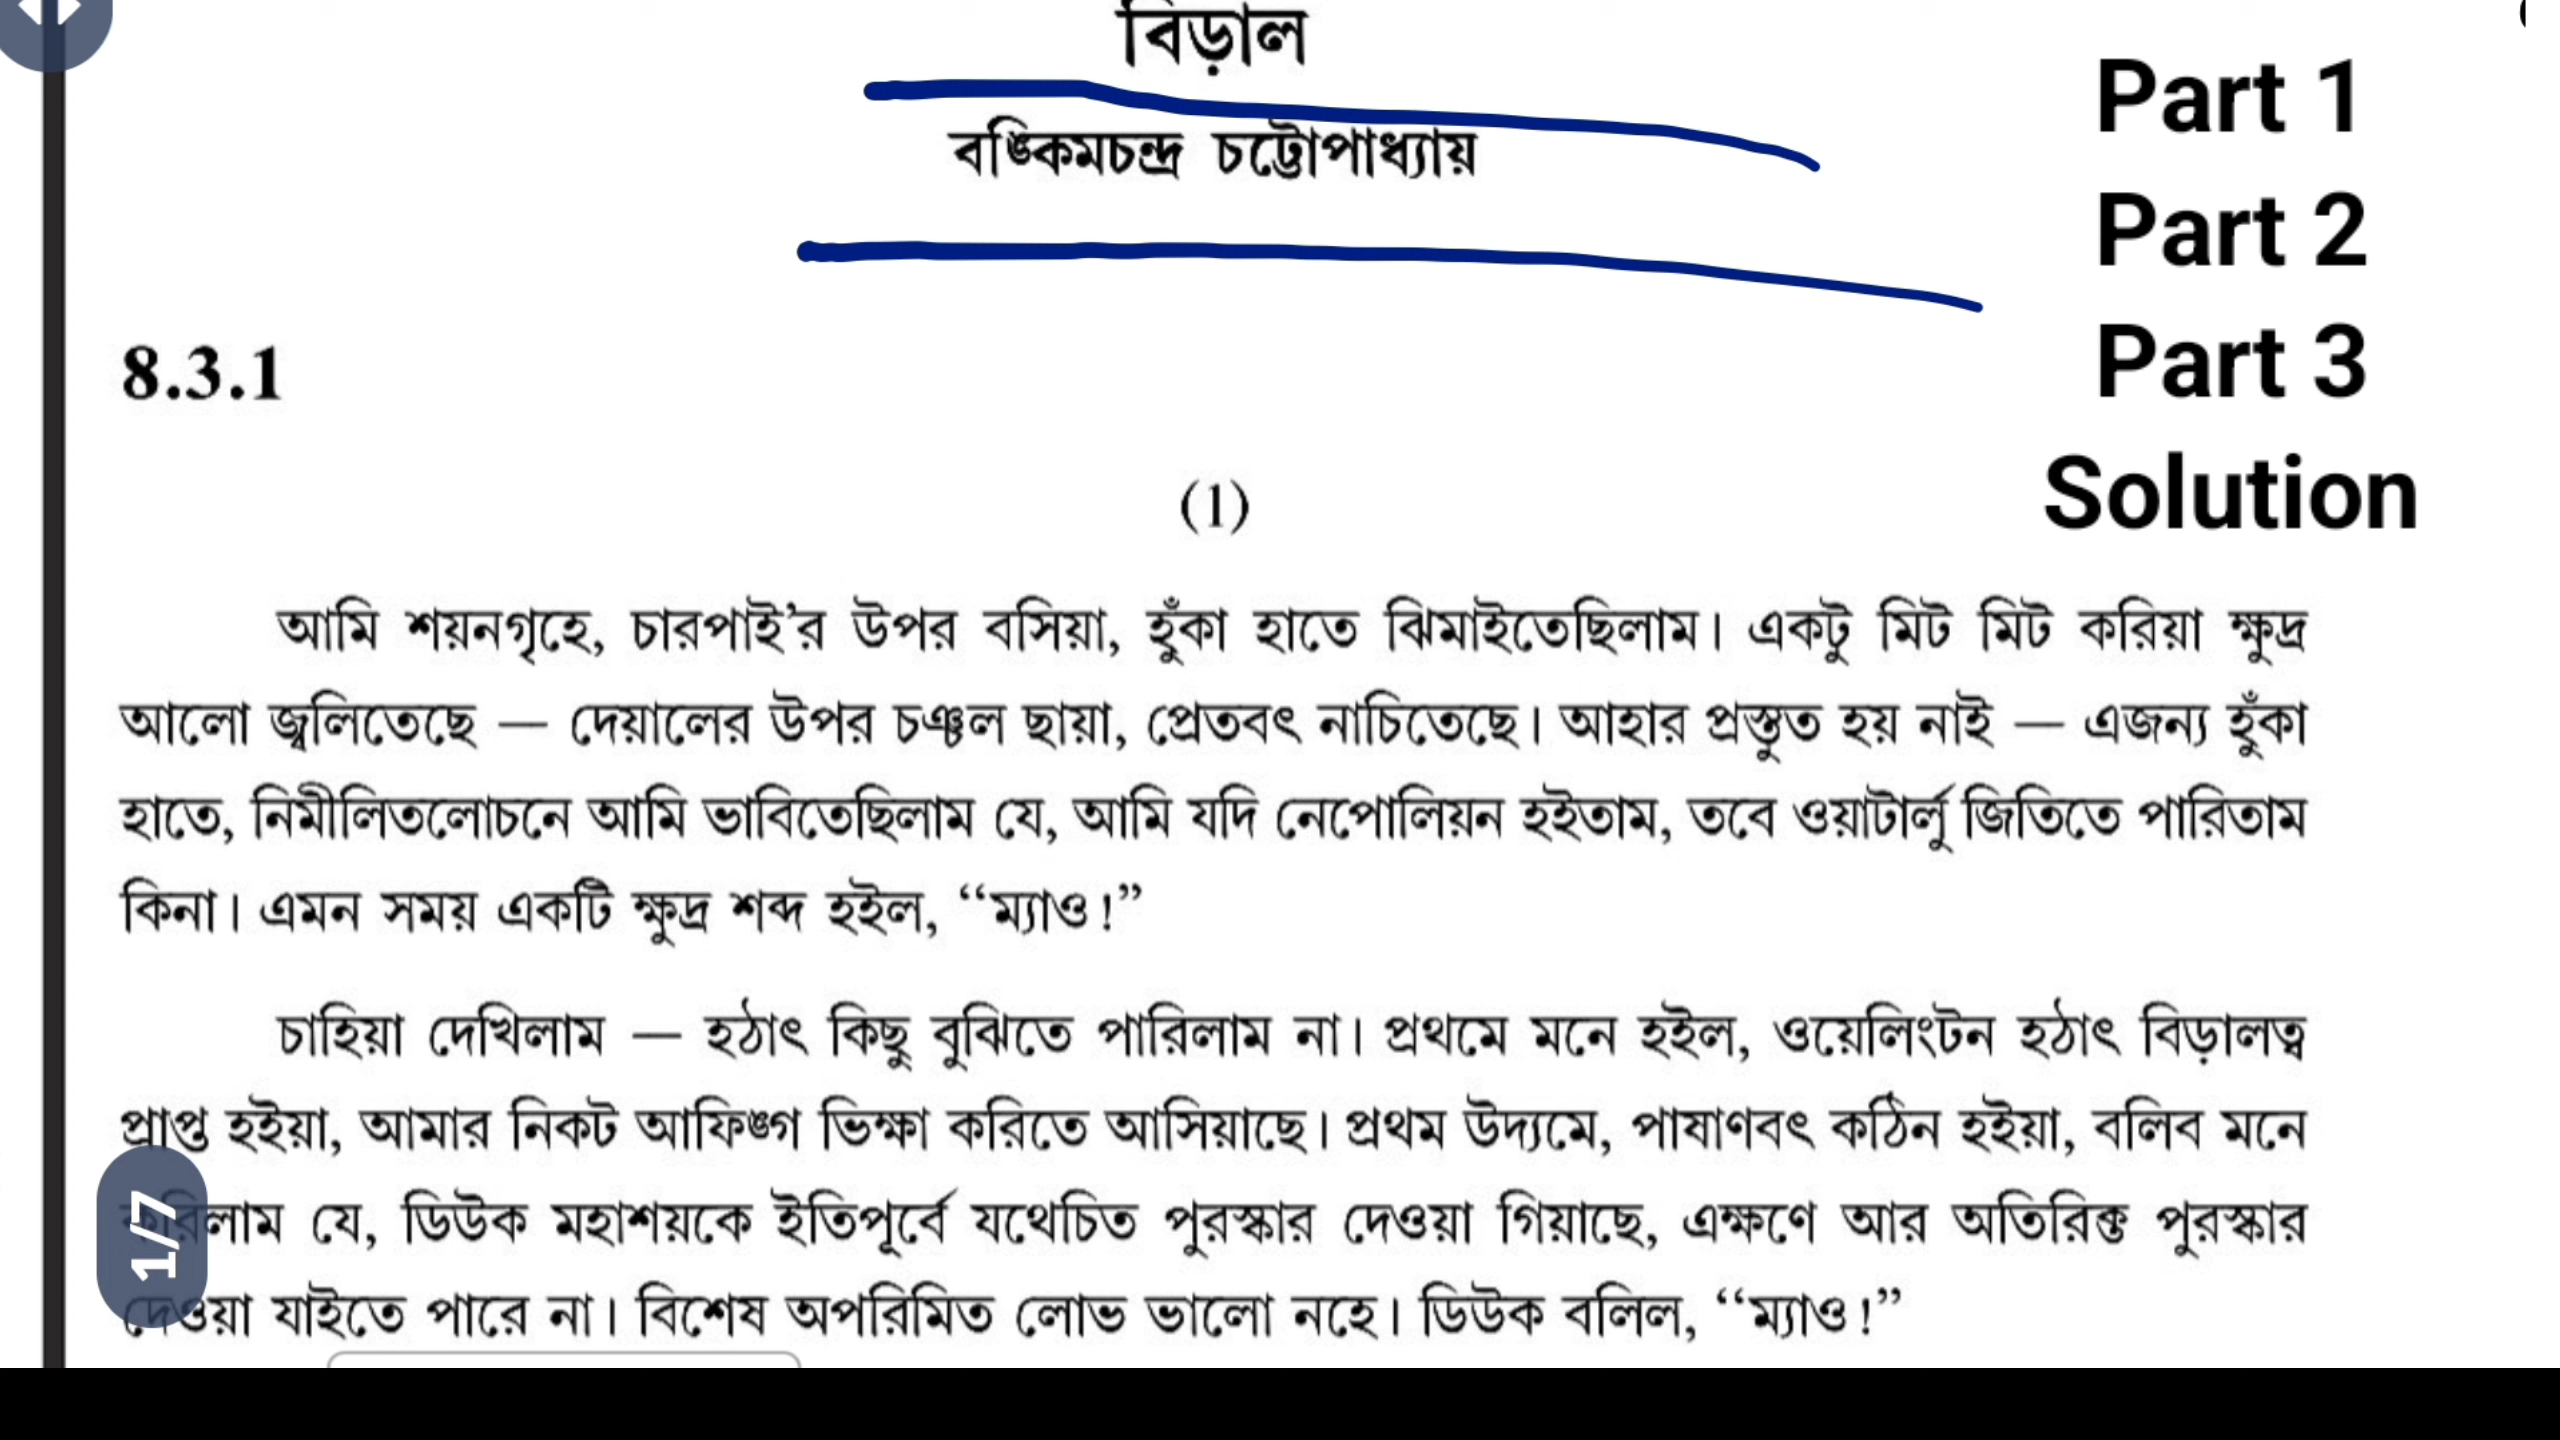 বিড়াল
Part 1
বঙ্কিমচন্দ্র চট্টোপাধ্যায়
Part 2
8.3.1
Part 3
(1)
Solution
আমি শয়নগৃহে, চারপাই’র উপর বসিয়া, হুঁকা হাতে ঝিমাইতেছিলাম। একটু মিট মিট করিয়া ক্ষুদ্র
আলো জ্বলিতেছে — দেয়ালের উপর চঞ্চল ছায়া, প্রেতবৎ নাচিতেছে। আহার প্রস্তুত হয় নাই — এজন্য হুঁকা
হাতে, নিমীলিতলোচনে আমি ভাবিতেছিলাম যে, আমি যদি নেপোলিয়ন হইতাম, তবে ওয়াটার্লু জিতিতে পারিতাম
কিনা। এমন সময় একটি ক্ষুদ্র শব্দ হইল, ‘‘ম্যাও!’’
চাহিয়া দেখিলাম — হঠাৎ কিছু বুঝিতে পারিলাম না। প্রথমে মনে হইল, ওয়েলিংটন হঠাৎ বিড়ালত্ব
প্রাপ্ত হইয়া, আমার নিকট আফিঙ্গ ভিক্ষা করিতে আসিয়াছে। প্রথম উদ্যমে, পাষাণবৎ কঠিন হইয়া, বলিব মনে
করিলাম যে, ডিউক মহাশয়কে ইতিপূর্বে যথোচিত পুরস্কার দেওয়া গিয়াছে, এক্ষণে আর অতিরিক্ত পুরস্কার
দেওয়া যাইতে পারে না। বিশেষ অপরিমিত লোভ ভালো নহে। ডিউক বলিল, ‘‘ম্যাও!’’
1/7